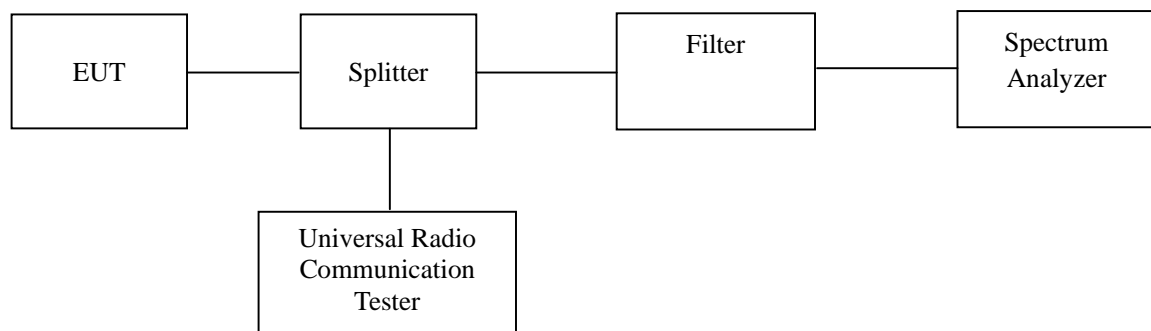 EUT
Splitter
Filter
Spectrum
Analyzer
Universal Radio
Communication
Tester